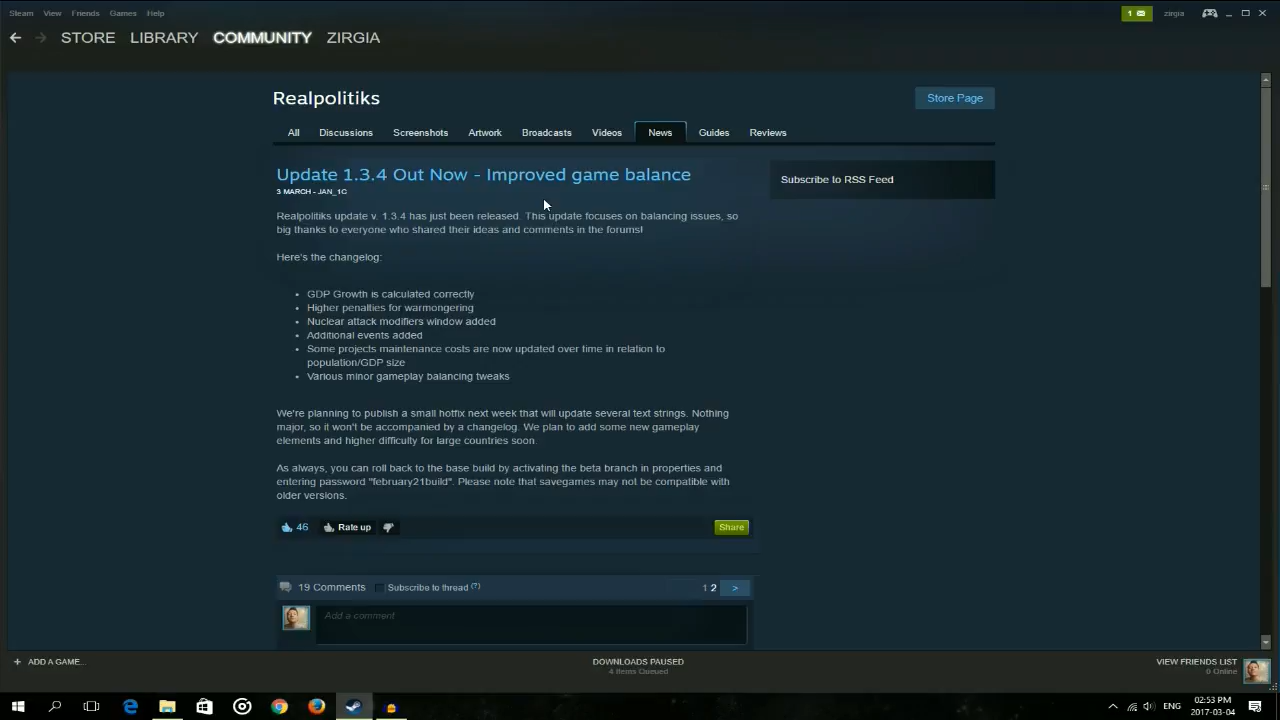 Steam View Friends Games Help
1 zirgia
STORE LIBRARY COMMUNITY ZIRGIA
Realpolitiks
Store Page
All Discussions Screenshots Artwork Broadcasts Videos News Guides Reviews
Update 1.3.4 Out Now - Improved game balance
3 MARCH - JAN_1C
Subscribe to RSS Feed
Realpolitiks update v. 1.3.4 has just been released. This update focuses on balancing issues, so
big thanks to everyone who shared their ideas and comments in the forums!
Here's the changelog:
• GDP Growth is calculated correctly
• Higher penalties for warmongering
• Nuclear attack modifiers window added
• Additional events added
• Some projects maintenance costs are now updated over time in relation to
population/GDP size
• Various minor gameplay balancing tweaks
We're planning to publish a small hotfix next week that will update several text strings. Nothing
major, so it won't be accompanied by a changelog. We plan to add some new gameplay
elements and higher difficulty for large countries soon.
As always, you can roll back to the base build by activating the beta branch in properties and
entering password "february21build". Please note that savegames may not be compatible with
older versions.
46 Rate up Share
19 Comments Subscribe to thread (?) 1 2 >
Add a comment
+ ADD A GAME...
DOWNLOADS PAUSED
4 Items Queued
VIEW FRIENDS LIST
0 Online
ENG
02:53 PM
2017-03-04